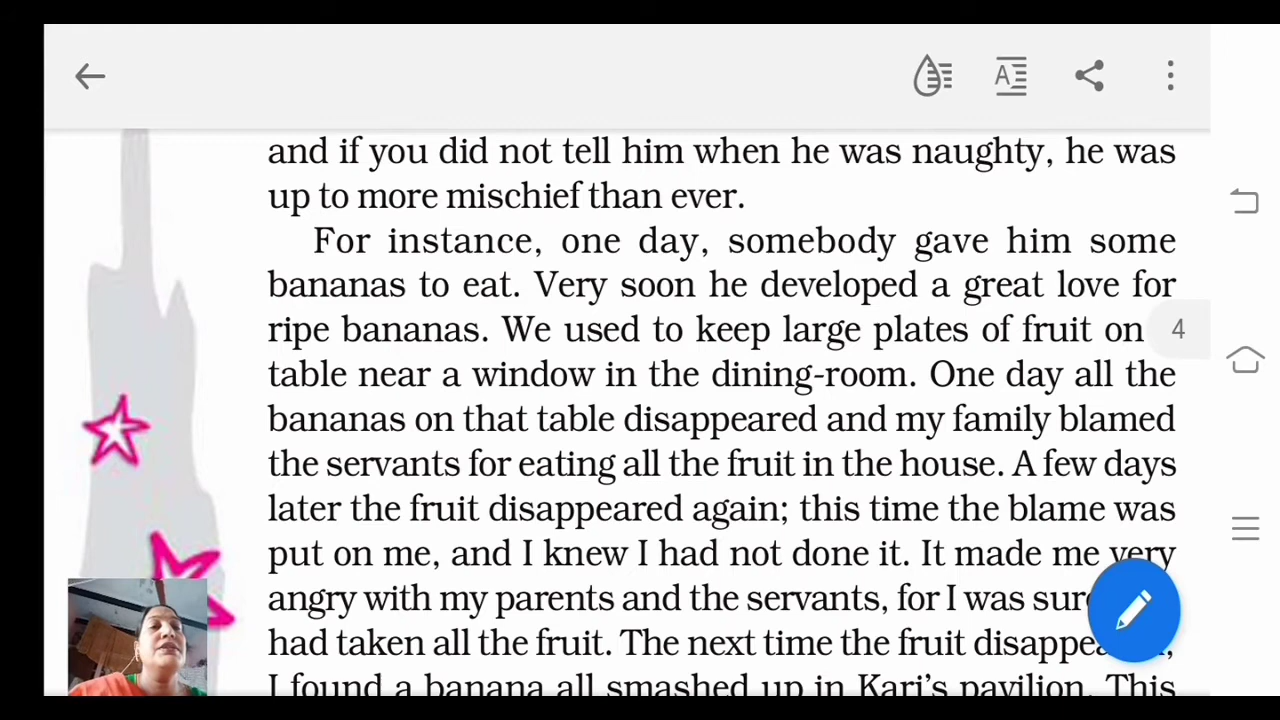 and if you did not tell him when he was naughty, he was
up to more mischief than ever.
For instance, one day, somebody gave him some
bananas to eat. Very soon he developed a great love for
ripe bananas. We used to keep large plates of fruit on
4
table near a window in the dining-room. One day all the
bananas on that table disappeared and my family blamed
the servants for eating all the fruit in the house. A few days
later the fruit disappeared again; this time the blame was
put on me, and I knew I had not done it. It made me very
angry with my parents and the servants, for I was sure
had taken all the fruit. The next time the fruit
I found a banana all smashed up in Kari's pavilion. This